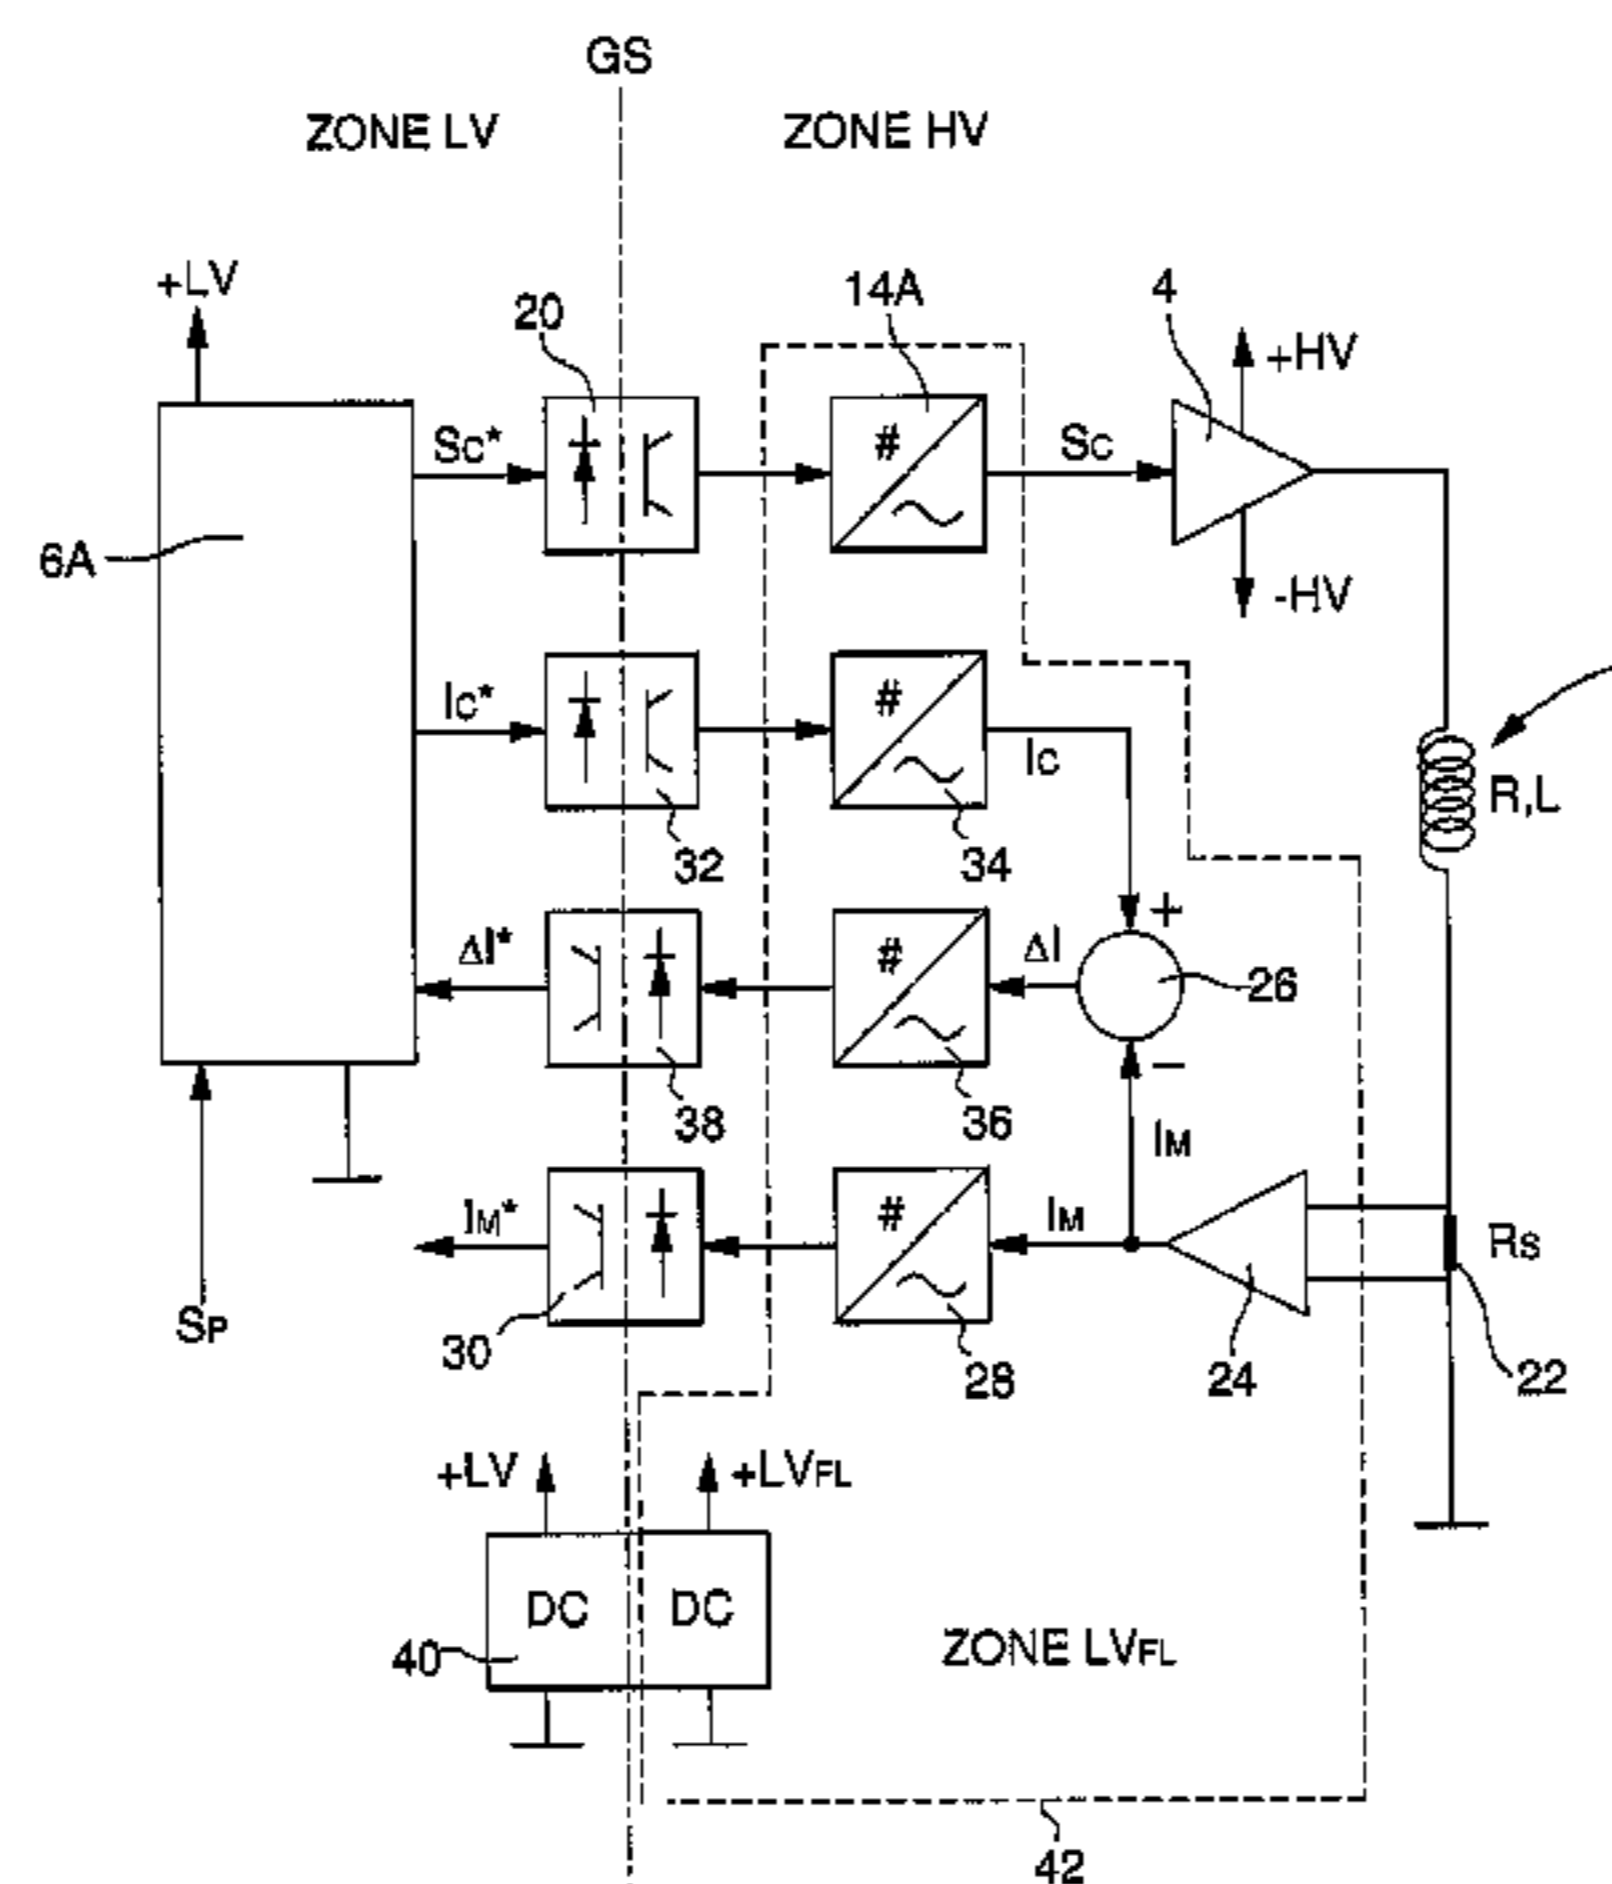 GS
ZONE LV
ZONE HV
+LV
20
14A
4
+HV
Sc*
#
Sc
6A
-HV
Ic*
#
Ic
R,L
32
34
+
ΔI*
#
ΔI
26
38
36
−
IM
IM*
#
IM
RS
SP
30
28
24
22
+LV
+LVFL
DC
DC
40
ZONE LVFL
42